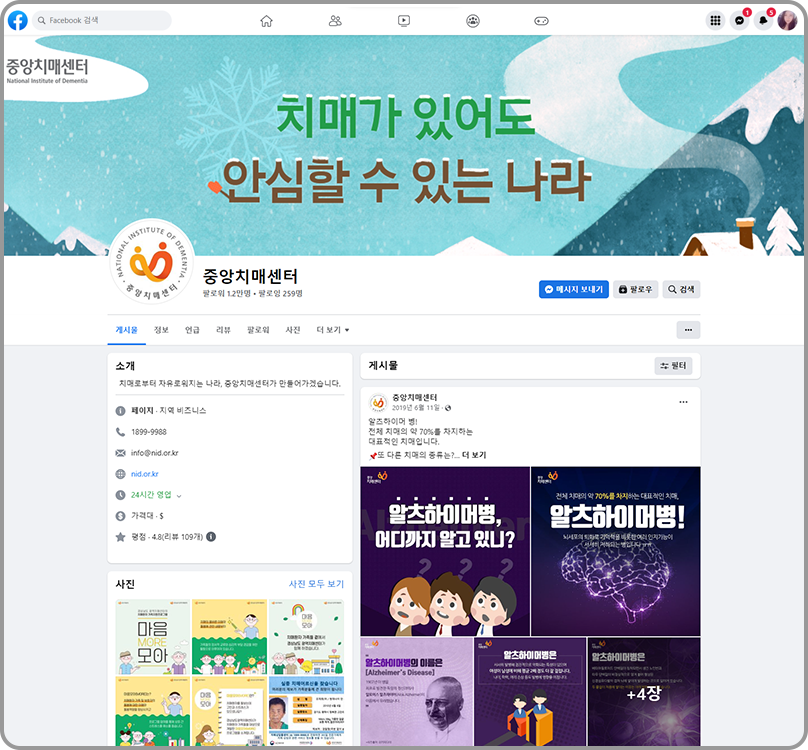 Facebook 검색
1
5
중앙치매센터
National Institute of Dementia
치매가 있어도
안심할 수 있는 나라
NATIONAL INSTITUTE OF DEMENTIA
중앙치매센터
중앙치매센터
팔로워 1.2만명 • 팔로잉 259명
메시지 보내기
팔로우
검색
게시물
정보
언급
리뷰
팔로워
사진
더 보기
소개
치매로부터 자유로워지는 나라, 중앙치매센터가 만들어가겠습니다.
페이지 · 지역 비즈니스
1899-9988
info@nid.or.kr
nid.or.kr
24시간 영업
가격대 · $
평점 · 4.8(리뷰 109개)
사진
사진 모두 보기
마음
MORE
모아
마음
모아
게시물
필터
중앙치매센터
2019년 6월 11일
알츠하이머 병!
전체 치매의 약 70%를 차지하는
대표적인 치매입니다.
📌또 다른 치매의 종류는?... 더 보기
알츠하이머병,
어디까지 알고 있니?
전체 치매의 약 70%를 차지하는 대표적인 치매,
알츠하이머병!
알츠하이머병의 이름은
[Alzheimer's Disease]
알츠하이머병은
알츠하이머병은
+4장